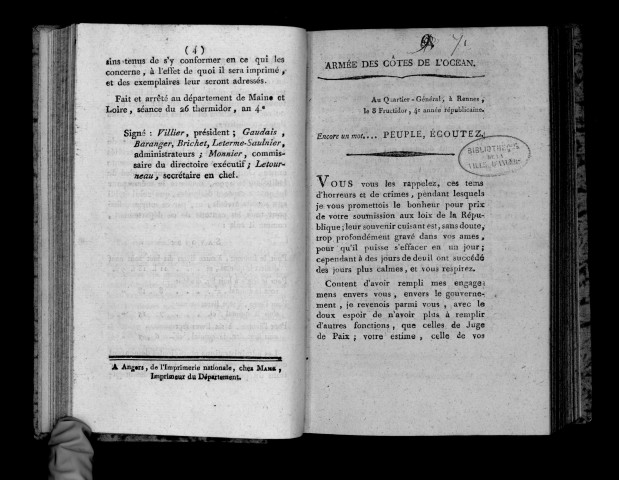 (4)
sins tenus de s'y conformer en ce qui les
concerne, à l'effet de quoi il sera imprimé,
et des exemplaires leur seront adressés.
Fait et arrêté au département de Maine et
Loire, séance du 26 thermidor, an 4.e
Signé : Villier, président ; Gaudais,
Baranger, Brichet, Leterme-Saulnier,
administrateurs ; Monnier, commis-
saire du directoire exécutif ; Letour-
neau, secrétaire en chef.
A Angers, de l'Imprimerie nationale, chez MAME,
Imprimeur du Département.
ARMÉE DES CÔTES DE L'OCÉAN.
Au Quartier-Général, à Rennes,
le 8 Fructidor, 4e année républicaine.
Encore un mot.... PEUPLE, ÉCOUTEZ.
BIBLIOTHÈQUE
DE LA
VILLE D'ANGERS
VOUS vous les rappelez, ces tems
d'horreurs et de crimes, pendant lesquels
je vous promettois le bonheur pour prix
de votre soumission aux loix de la Répu-
blique ; leur souvenir cuisant est, sans doute,
trop profondément gravé dans vos ames,
pour qu'il puisse s'effacer en un jour ;
cependant à des jours de deuil ont succédé
des jours plus calmes, et vous respirez.
Content d'avoir rempli mes engage-
mens envers vous, envers le gouverne-
ment, je revenois parmi vous, avec le
doux espoir de n'avoir plus à remplir
d'autres fonctions, que celles de Juge
de Paix ; votre estime, celle de vos